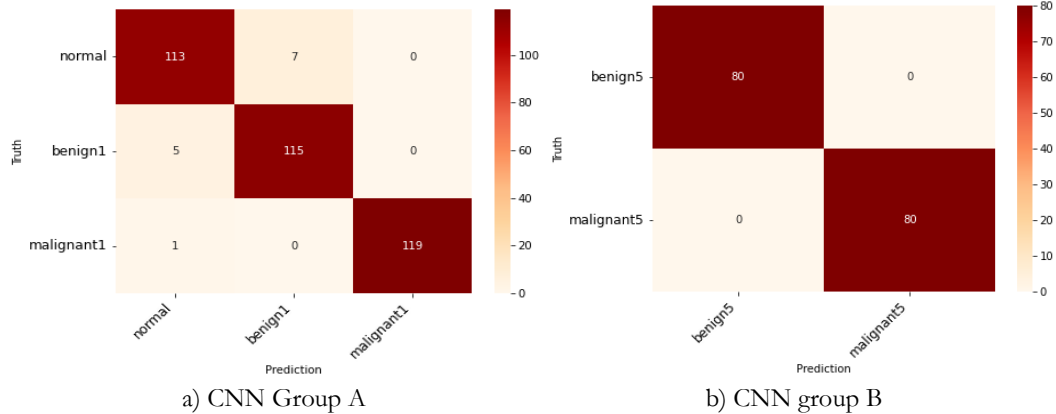 normal
benign1
malignant1
Truth
113 7 0
5 115 0
1 0 119
100
80
60
40
20
0
normal
benign1
malignant1
Prediction
a) CNN Group A
benign5
malignant5
Truth
80 0
0 80
80
70
60
50
40
30
20
10
0
benign5
malignant5
Prediction
b) CNN group B